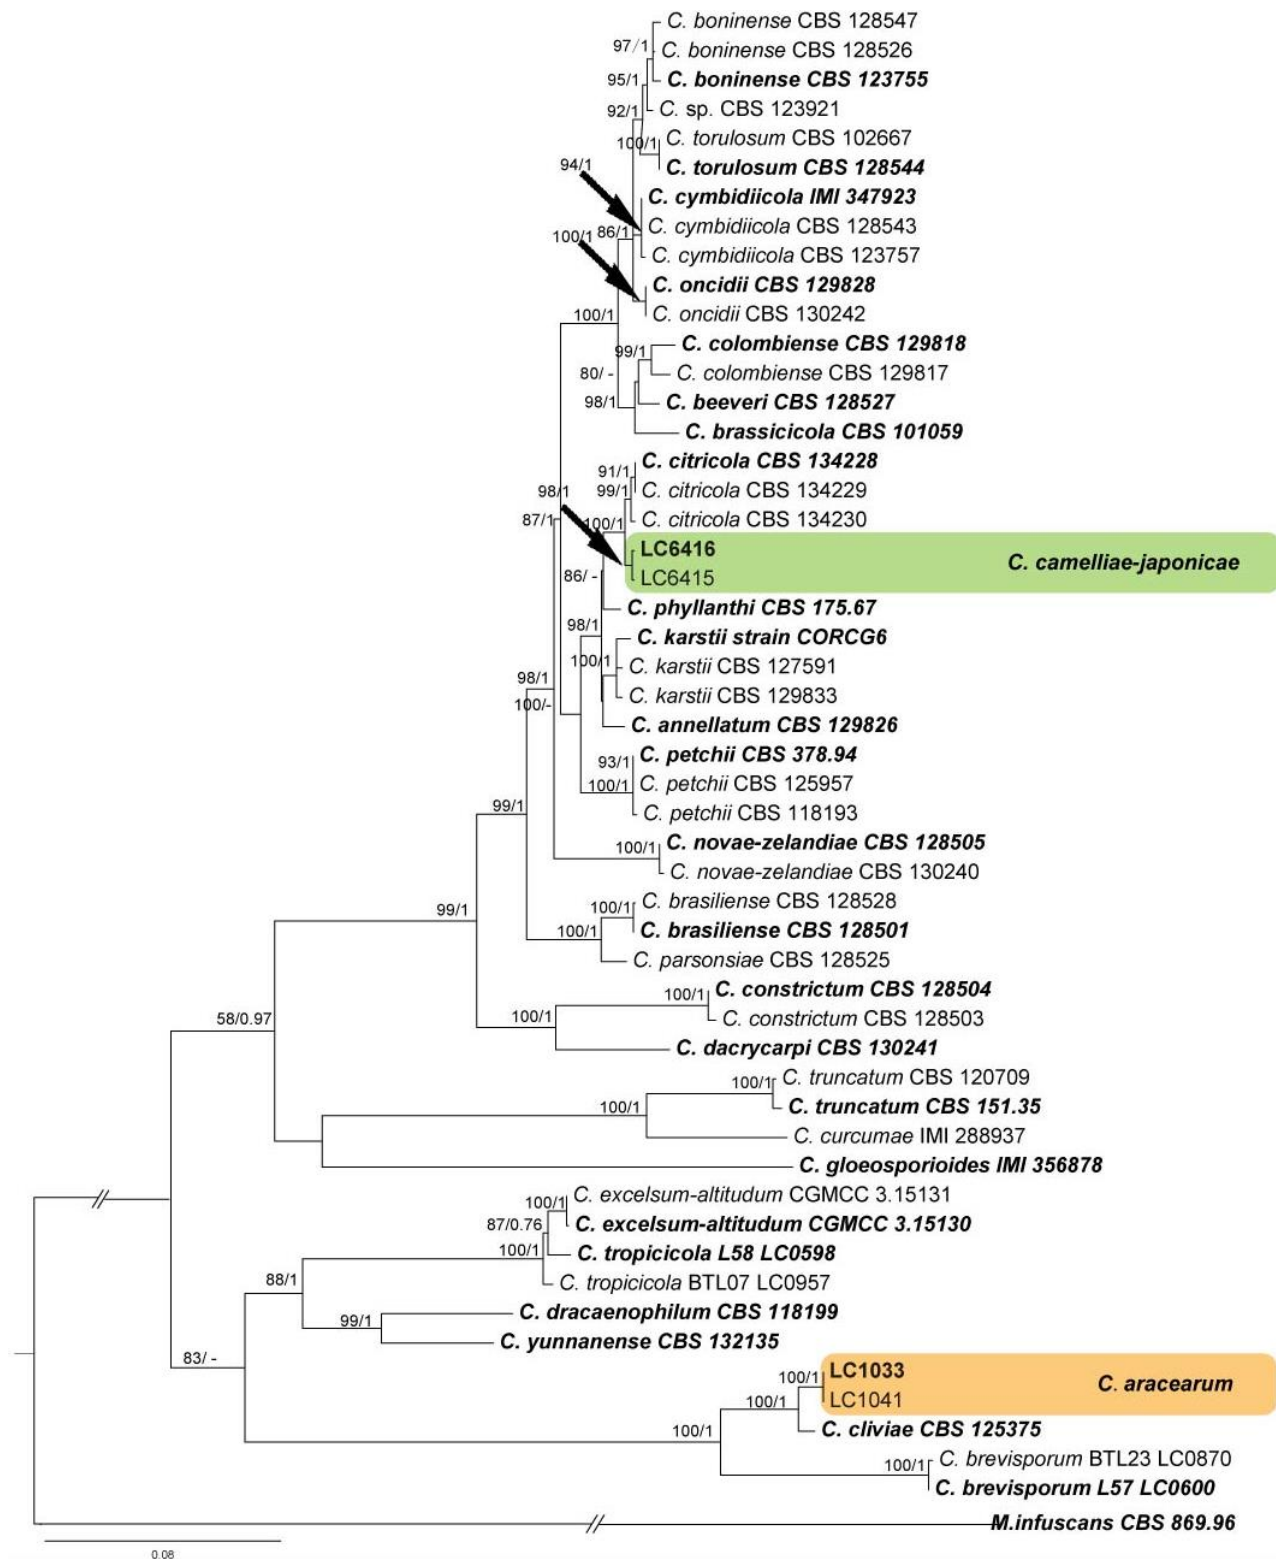 C. boninense CBS 128547
97/1
C. boninense CBS 128526
95/1
C. boninense CBS 123755
92/1
C. sp. CBS 123921
100/1
C. torulosum CBS 102667
94/1
C. torulosum CBS 128544
C. cymbidiicola IMI 347923
C. cymbidiicola CBS 128543
100/1
86/1
C. cymbidiicola CBS 123757
C. oncidii CBS 129828
100/1
C. oncidii CBS 130242
99/1
C. colombiense CBS 129818
80/ -
C. colombiense CBS 129817
98/1
C. beeveri CBS 128527
C. brassicicola CBS 101059
91/1
C. citricola CBS 134228
98/1
99/1
C. citricola CBS 134229
87/1
100/1
C. citricola CBS 134230
LC6416
C. camelliae-japonicae
86/ -
LC6415
C. phyllanthi CBS 175.67
98/1
C. karstii strain CORCG6
100/1
C. karstii CBS 127591
98/1
C. karstii CBS 129833
100/-
C. annellatum CBS 129826
93/1
C. petchii CBS 378.94
100/1
C. petchii CBS 125957
99/1
C. petchii CBS 118193
100/1
C. novae-zelandiae CBS 128505
C. novae-zelandiae CBS 130240
99/1
100/1
C. brasiliense CBS 128528
100/1
C. brasiliense CBS 128501
C. parsonsiae CBS 128525
100/1
C. constrictum CBS 128504
58/0.97
100/1
C. constrictum CBS 128503
C. dacrycarpi CBS 130241
100/1
C. truncatum CBS 120709
100/1
C. truncatum CBS 151.35
C. curcumae IMI 288937
C. gloeosporioides IMI 356878
100/1
C. excelsum-altitudum CGMCC 3.15131
87/0.76
C. excelsum-altitudum CGMCC 3.15130
100/1
C. tropicicola L58 LC0598
88/1
C. tropicicola BTL07 LC0957
99/1
C. dracaenophilum CBS 118199
83/ -
C. yunnanense CBS 132135
100/1
LC1033
C. aracearum
100/1
LC1041
100/1
C. cliviae CBS 125375
100/1
C. brevisporum BTL23 LC0870
C. brevisporum L57 LC0600
M.infuscans CBS 869.96
0.08